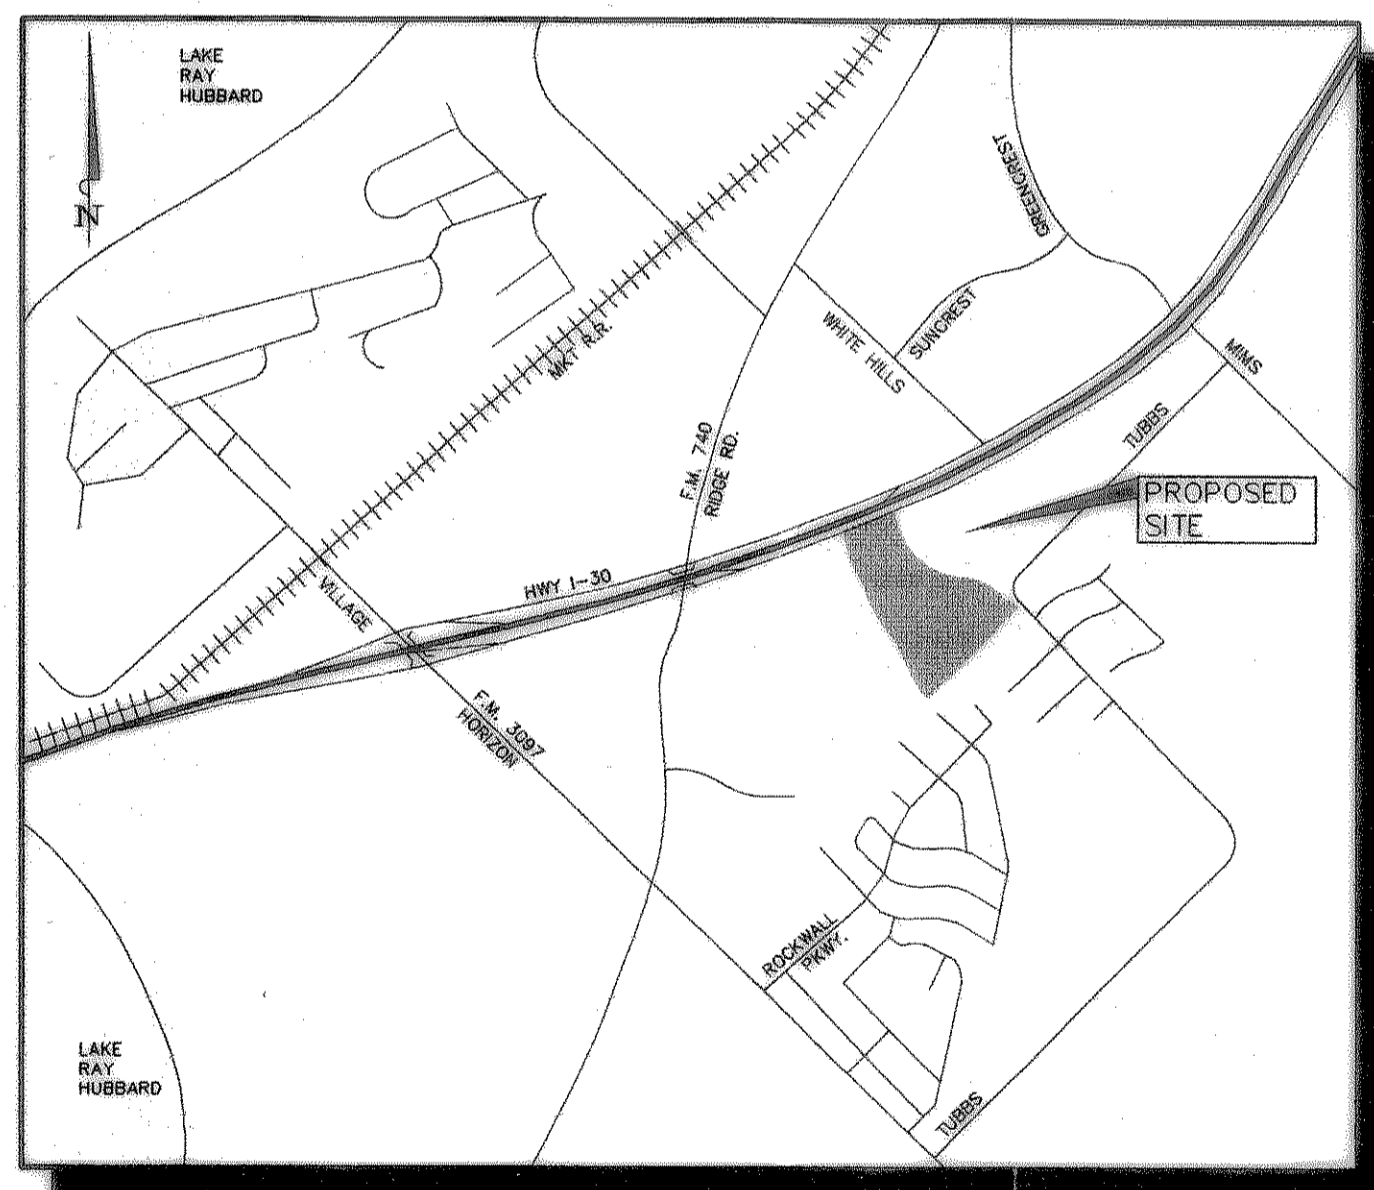 LAKE
RAY
HUBBARD
N
GREENCREST
SUNCREST
WHITE HILLS
MKT R.R.
MIMS
TUBBS
F.M. 740
RIDGE RD.
PROPOSED
SITE
HWY I-30
VILLAGE
F.M. 3097
HORIZON
ROCKWALL
PKWY.
LAKE
RAY
HUBBARD
TUBBS